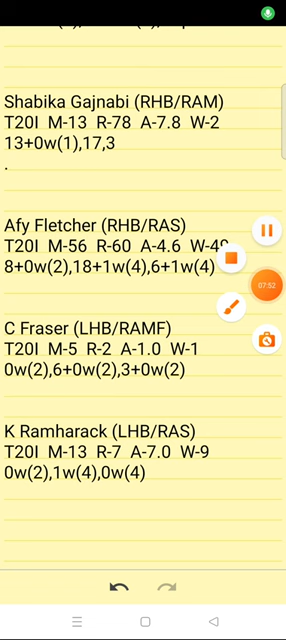 Shabika Gajnabi (RHB/RAM)
T20I M-13 R-78 A-7.8 W-2
13+0w(1),17,3
.
Afy Fletcher (RHB/RAS)
T20I M-56 R-60 A-4.6
8+0w(2),18+1w(4),6+1w(4)
07:52
C Fraser (LHB/RAMF)
T20I M-5 R-2 A-1.0 W-1
0w(2),6+0w(2),3+0w(2)
K Ramharack (LHB/RAS)
T20I M-13 R-7 A-7.0 W-9
0w(2),1w(4),0w(4)